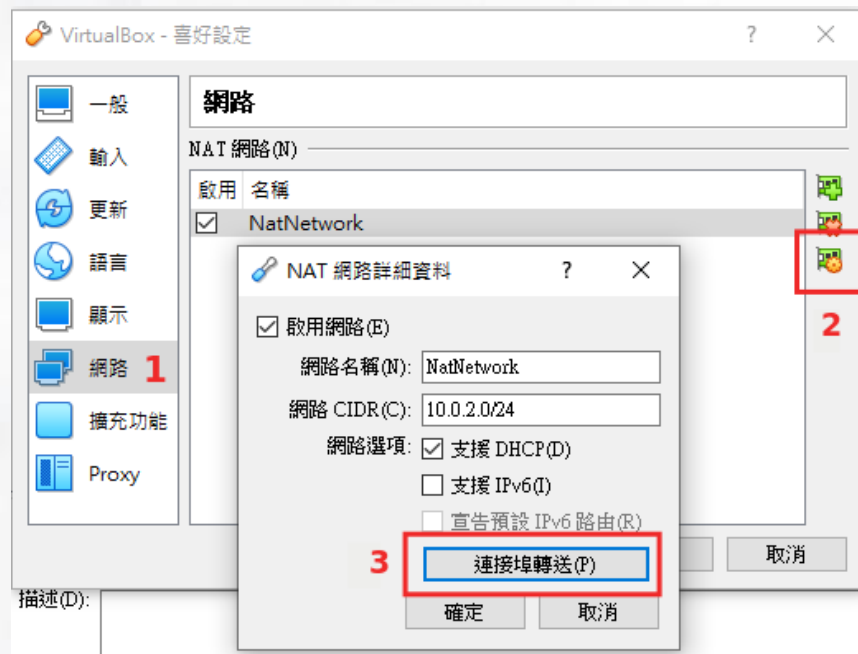 VirtualBox - 喜好設定
?
一般
輸入
更新
語言
顯示
網路 1
擴充功能
Proxy
網路
NAT 網路(N)
啟用 名稱
NatNetwork
2
NAT 網路詳細資料
?
啟用網路(E)
網路名稱(N): NatNetwork
網路 CIDR(C): 10.0.2.0/24
網路選項: 支援 DHCP(D)
支援 IPv6(I)
宣告預設 IPv6 路由(R)
3 連接埠轉送(P)
確定 取消
取消
描述(D):